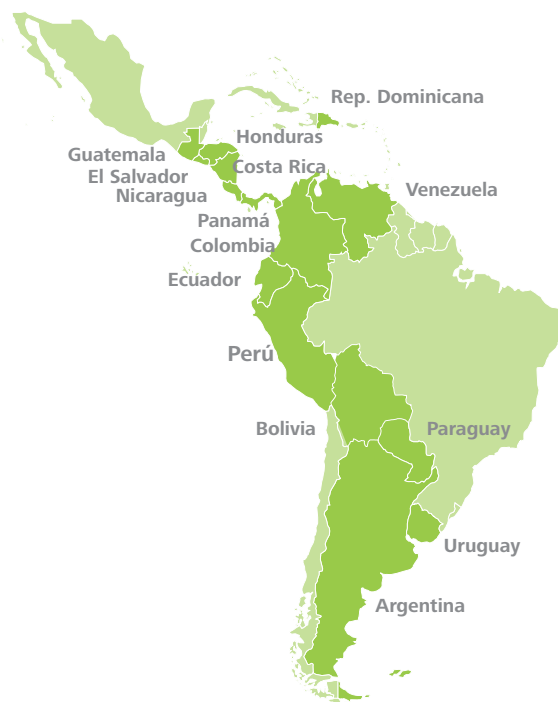 Rep. Dominicana
Honduras
Guatemala
Costa Rica
El Salvador
Nicaragua
Venezuela
Panamá
Colombia
Ecuador
Perú
Bolivia
Paraguay
Uruguay
Argentina